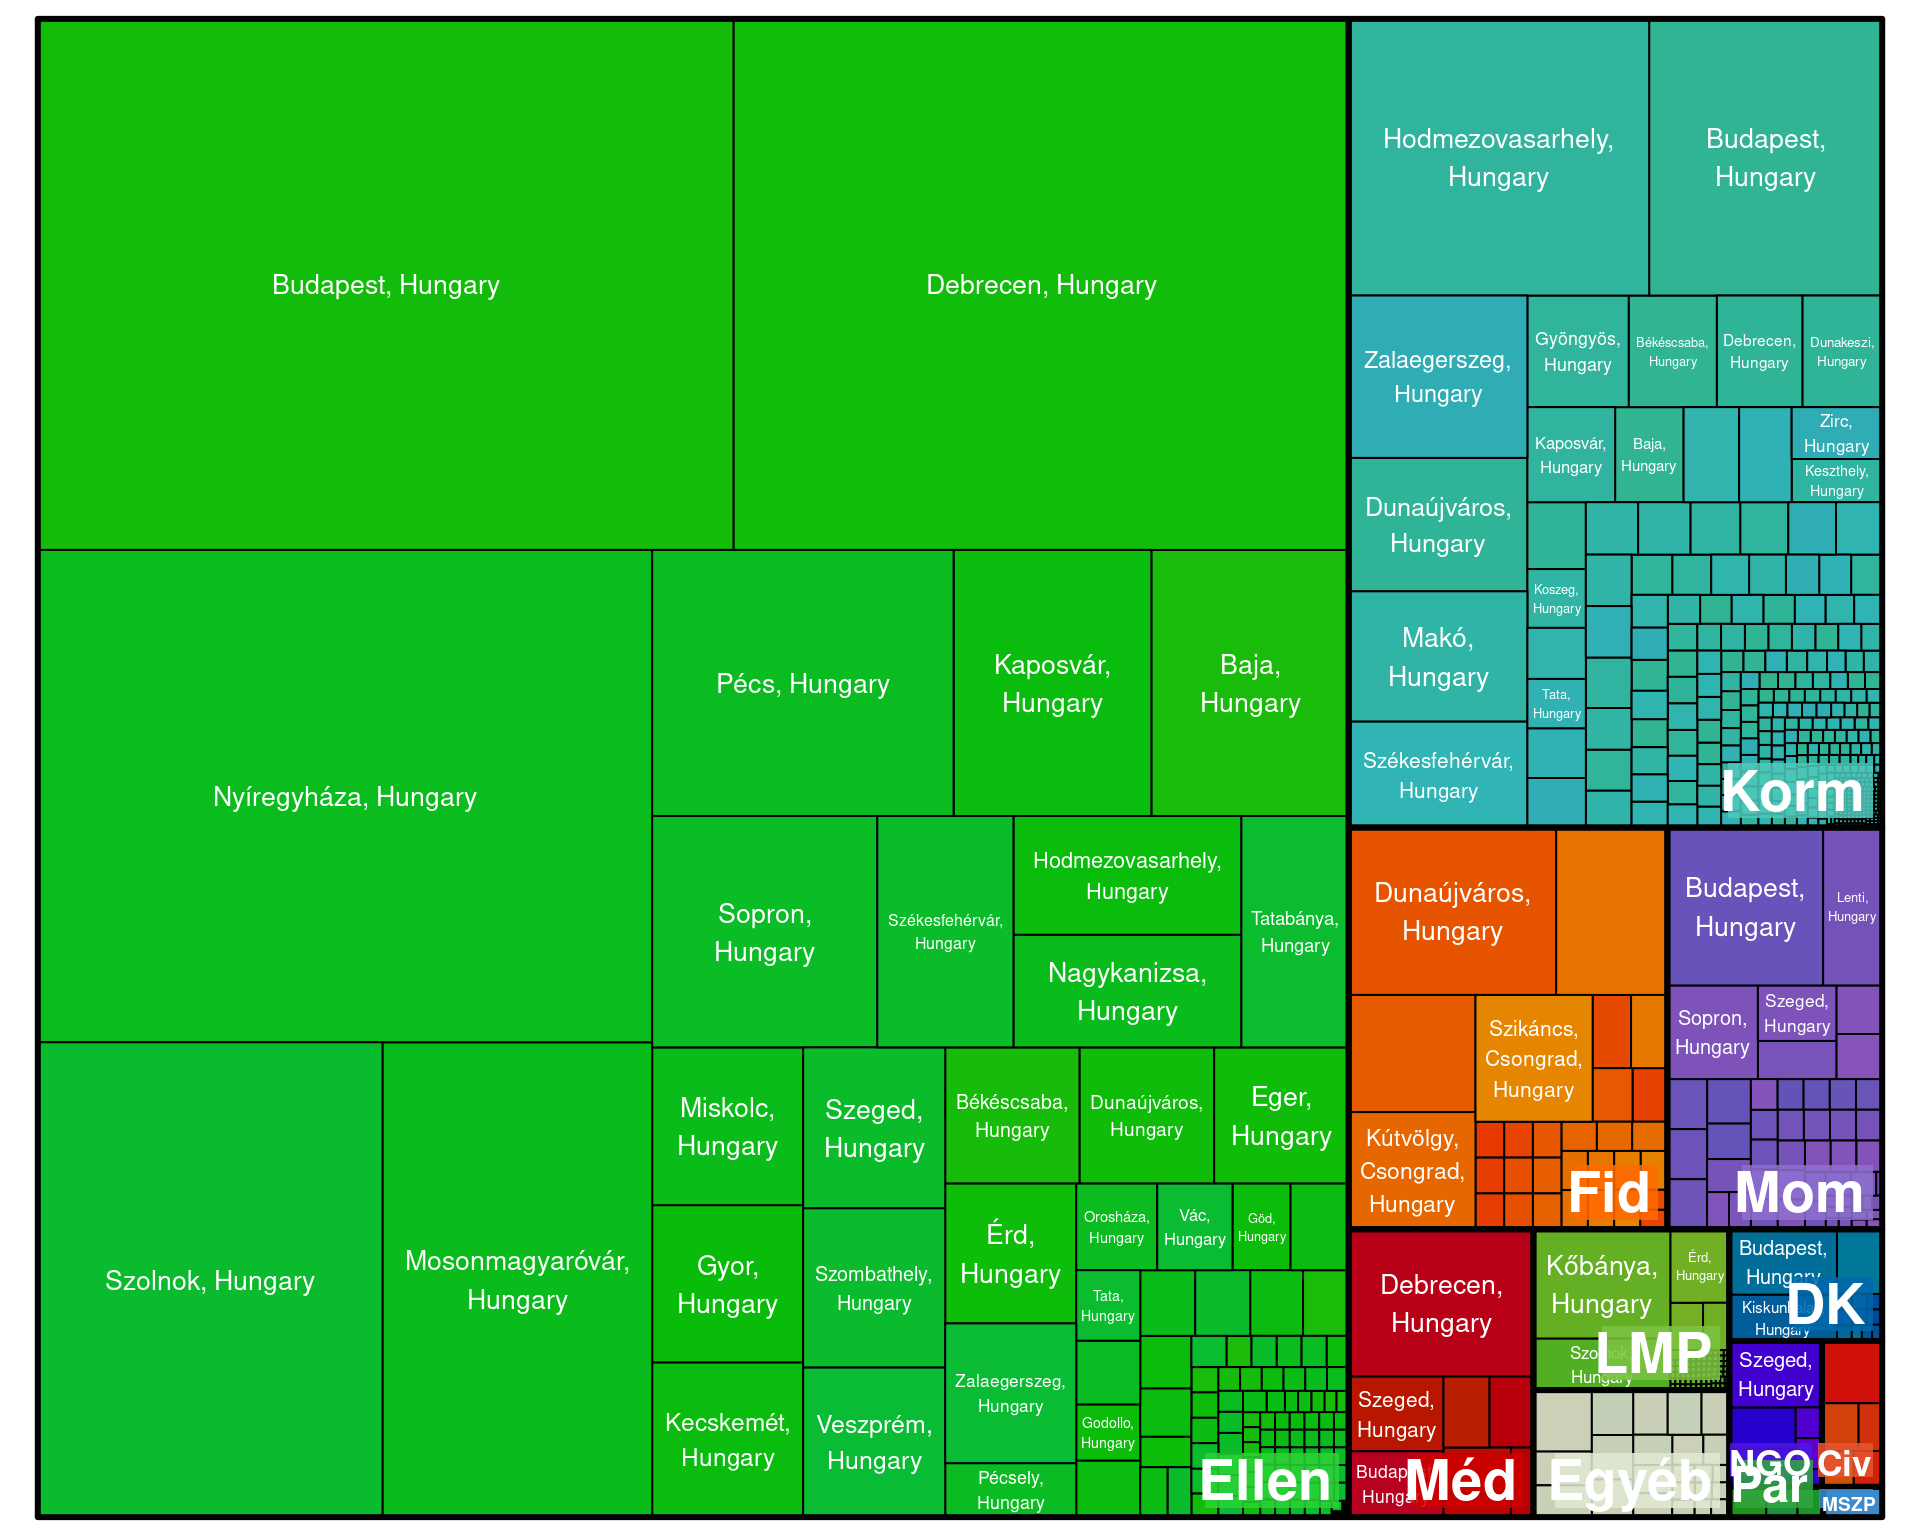 Budapest, Hungary
Debrecen, Hungary
Nyíregyháza, Hungary
Pécs, Hungary
Kaposvár,
Hungary
Baja,
Hungary
Sopron,
Hungary
Székesfehérvár,
Hungary
Hodmezovasarhely,
Hungary
Nagykanizsa,
Hungary
Tatabánya,
Hungary
Szolnok, Hungary
Mosonmagyaróvár,
Hungary
Miskolc,
Hungary
Szeged,
Hungary
Békéscsaba,
Hungary
Dunaújváros,
Hungary
Eger,
Hungary
Gyor,
Hungary
Szombathely,
Hungary
Érd,
Hungary
Orosháza,
Hungary
Vác,
Hungary
Göd,
Hungary
Tata,
Hungary
Zalaegerszeg,
Hungary
Godollo,
Hungary
Kecskemét,
Hungary
Veszprém,
Hungary
Pécsely,
Hungary
Ellen
Hodmezovasarhely,
Hungary
Budapest,
Hungary
Zalaegerszeg,
Hungary
Gyöngyös,
Hungary
Békéscsaba,
Hungary
Debrecen,
Hungary
Dunakeszi,
Hungary
Kaposvár,
Hungary
Baja,
Hungary
Zirc,
Hungary
Keszthely,
Hungary
Dunaújváros,
Hungary
Koszeg,
Hungary
Makó,
Hungary
Tata,
Hungary
Székesfehérvár,
Hungary
Korm
Dunaújváros,
Hungary
Szikáncs,
Csongrad,
Hungary
Kútvölgy,
Csongrad,
Hungary
Fid
Budapest,
Hungary
Lenti,
Hungary
Sopron,
Hungary
Szeged,
Hungary
Mom
Debrecen,
Hungary
Szeged,
Hungary
Budapest,
Hungary
Méd
Kőbánya,
Hungary
Érd,
Hungary
Szolnok,
Hungary
LMP
Egyéb
Budapest,
Hungary
Hungary
DK
Szeged,
Hungary
NGO
Civ
Pár
MSZP